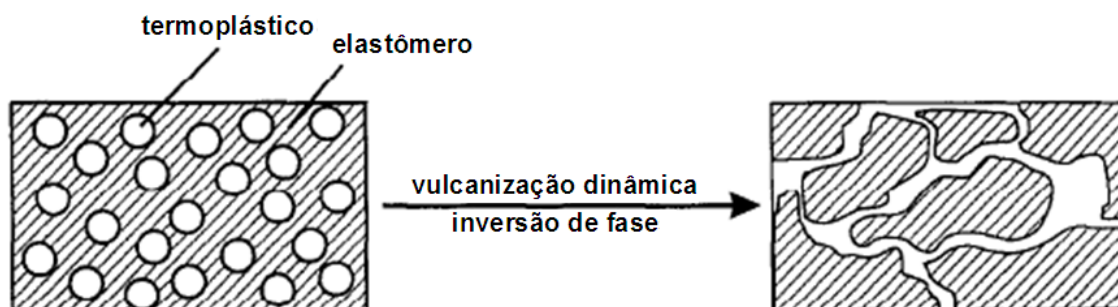 termoplástico
elastômero
vulcanização dinâmica
inversão de fase